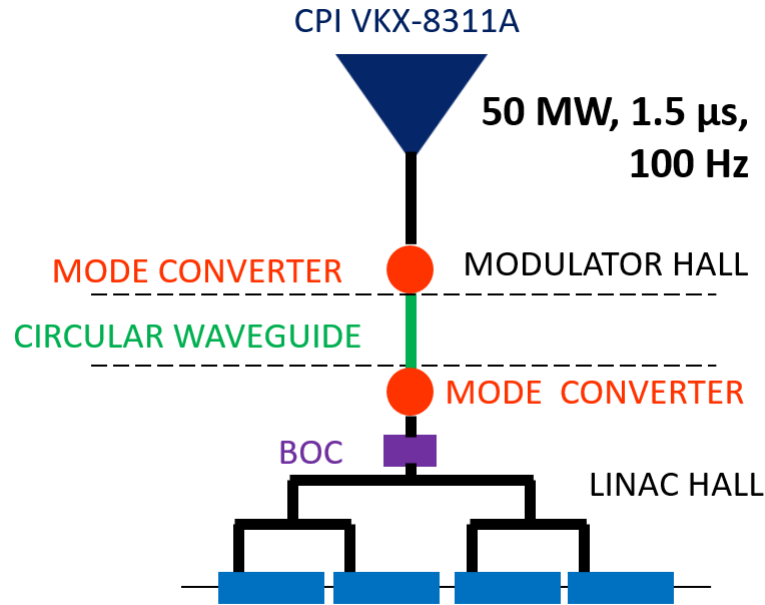 CPI VKX-8311A
50 MW, 1.5 µs,
100 Hz
MODE CONVERTER
MODULATOR HALL
CIRCULAR WAVEGUIDE
MODE CONVERTER
BOC
LINAC HALL